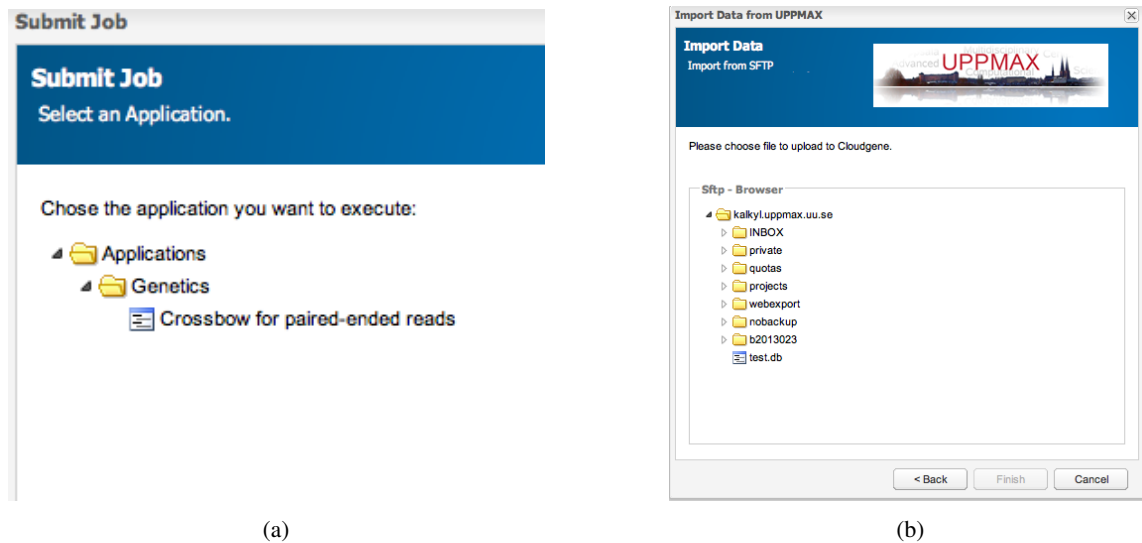 Submit Job
Submit Job
Select an Application.
Chose the application you want to execute:
Applications
Genetics
Crossbow for paired-ended reads
(a)
Import Data from UPPMAX
Import Data
Import from SFTP
UPPMAX
Please choose file to upload to Cloudgene.
Sftp - Browser
kalkyl.uppmax.uu.se
INBOX
private
quotas
projects
webexport
nobackup
b2013023
test.db
< Back
Finish
Cancel
(b)